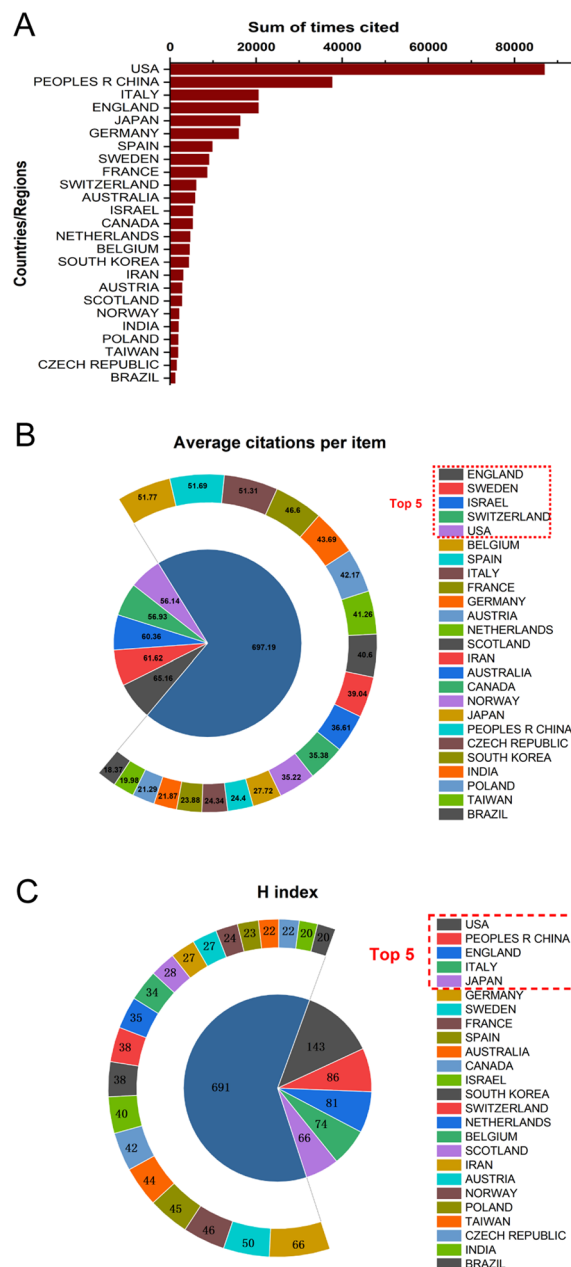 A
Sum of times cited
0 20000 40000 60000 80000
Countries/Regions
USA
PEOPLES R CHINA
ITALY
ENGLAND
JAPAN
GERMANY
SPAIN
SWEDEN
FRANCE
SWITZERLAND
AUSTRALIA
ISRAEL
CANADA
NETHERLANDS
BELGIUM
SOUTH KOREA
IRAN
AUSTRIA
SCOTLAND
NORWAY
INDIA
POLAND
TAIWAN
CZECH REPUBLIC
BRAZIL
B
Average citations per item
51.77
51.69
51.31
46.6
43.69
42.17
41.26
40.6
39.04
36.61
35.38
35.22
27.72
24.4
24.34
23.88
21.87
21.29
19.98
18.37
56.14
56.93
60.36
61.62
65.16
697.19
Top 5
ENGLAND
SWEDEN
ISRAEL
SWITZERLAND
USA
BELGIUM
SPAIN
ITALY
FRANCE
GERMANY
AUSTRIA
NETHERLANDS
SCOTLAND
IRAN
AUSTRALIA
CANADA
NORWAY
JAPAN
PEOPLES R CHINA
CZECH REPUBLIC
SOUTH KOREA
INDIA
POLAND
TAIWAN
BRAZIL
C
H index
20
20
22
22
23
24
27
27
28
34
35
38
38
40
42
44
45
46
50
66
691
143
86
81
74
66
Top 5
USA
PEOPLES R CHINA
ENGLAND
ITALY
JAPAN
GERMANY
SWEDEN
FRANCE
SPAIN
AUSTRALIA
CANADA
ISRAEL
SOUTH KOREA
SWITZERLAND
NETHERLANDS
BELGIUM
SCOTLAND
IRAN
AUSTRIA
NORWAY
POLAND
TAIWAN
CZECH REPUBLIC
INDIA
BRAZIL